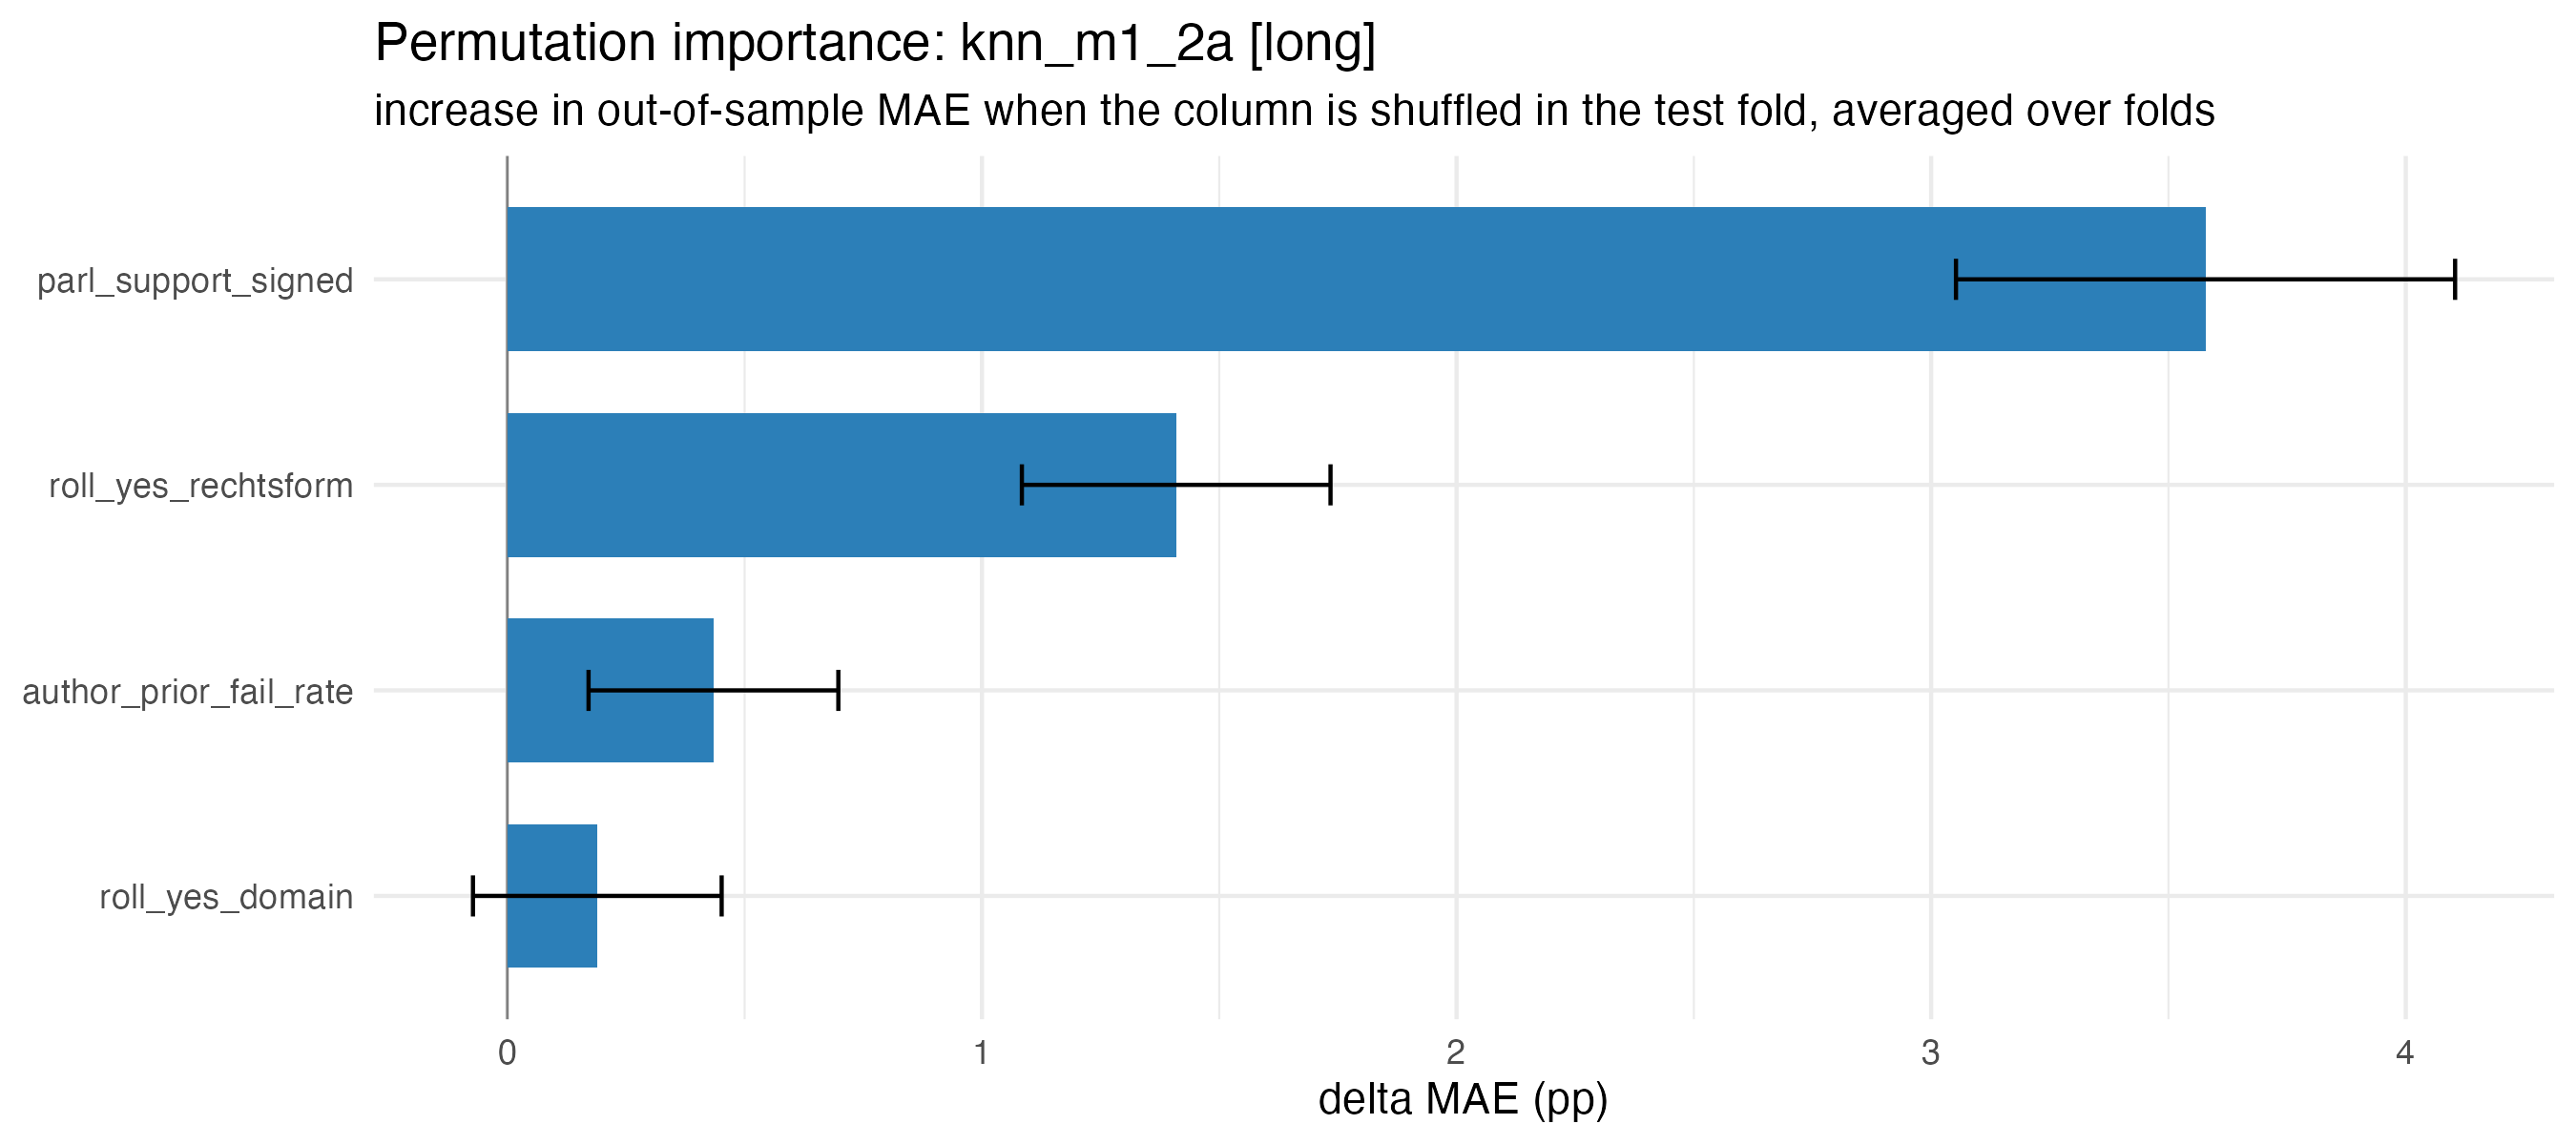 Permutation importance: knn_m1_2a [long]
increase in out-of-sample MAE when the column is shuffled in the test fold, averaged over folds
parl_support_signed
roll_yes_rechtsform
author_prior_fail_rate
roll_yes_domain
0 1 2 3 4
delta MAE (pp)